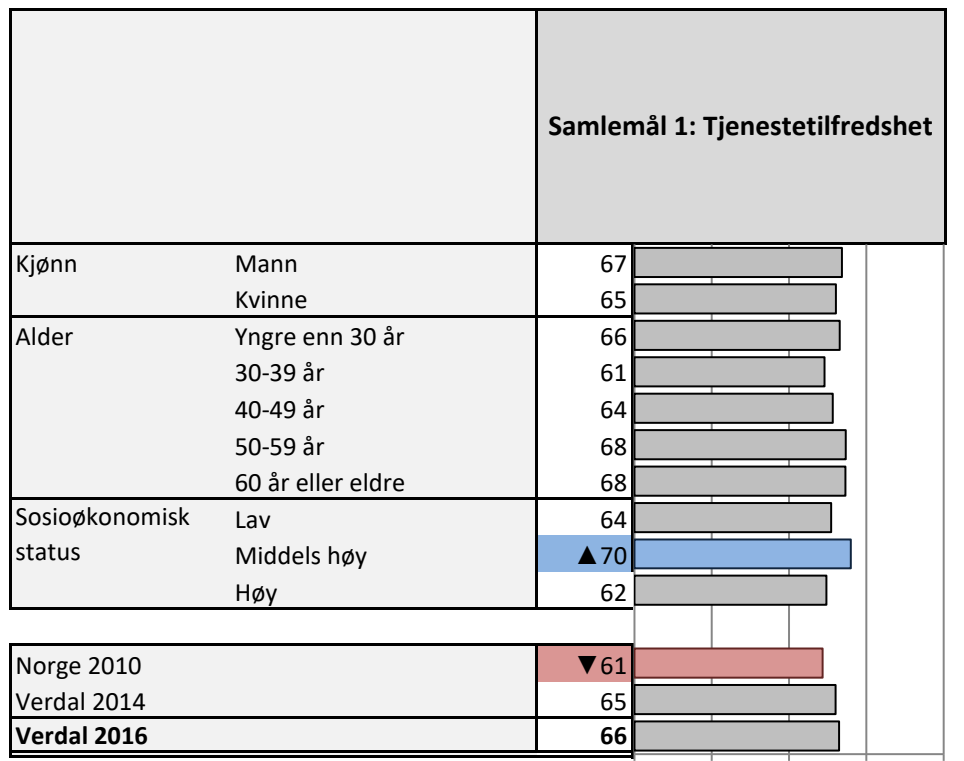 Samlemål 1: Tjenestetilfredshet
Kjønn Mann 67
Kvinne 65
Alder Yngre enn 30 år 66
30-39 år 61
40-49 år 64
50-59 år 68
60 år eller eldre 68
Sosioøkonomisk Lav 64
status Middels høy ▲70
Høy 62
Norge 2010 ▼61
Verdal 2014 65
Verdal 2016 66